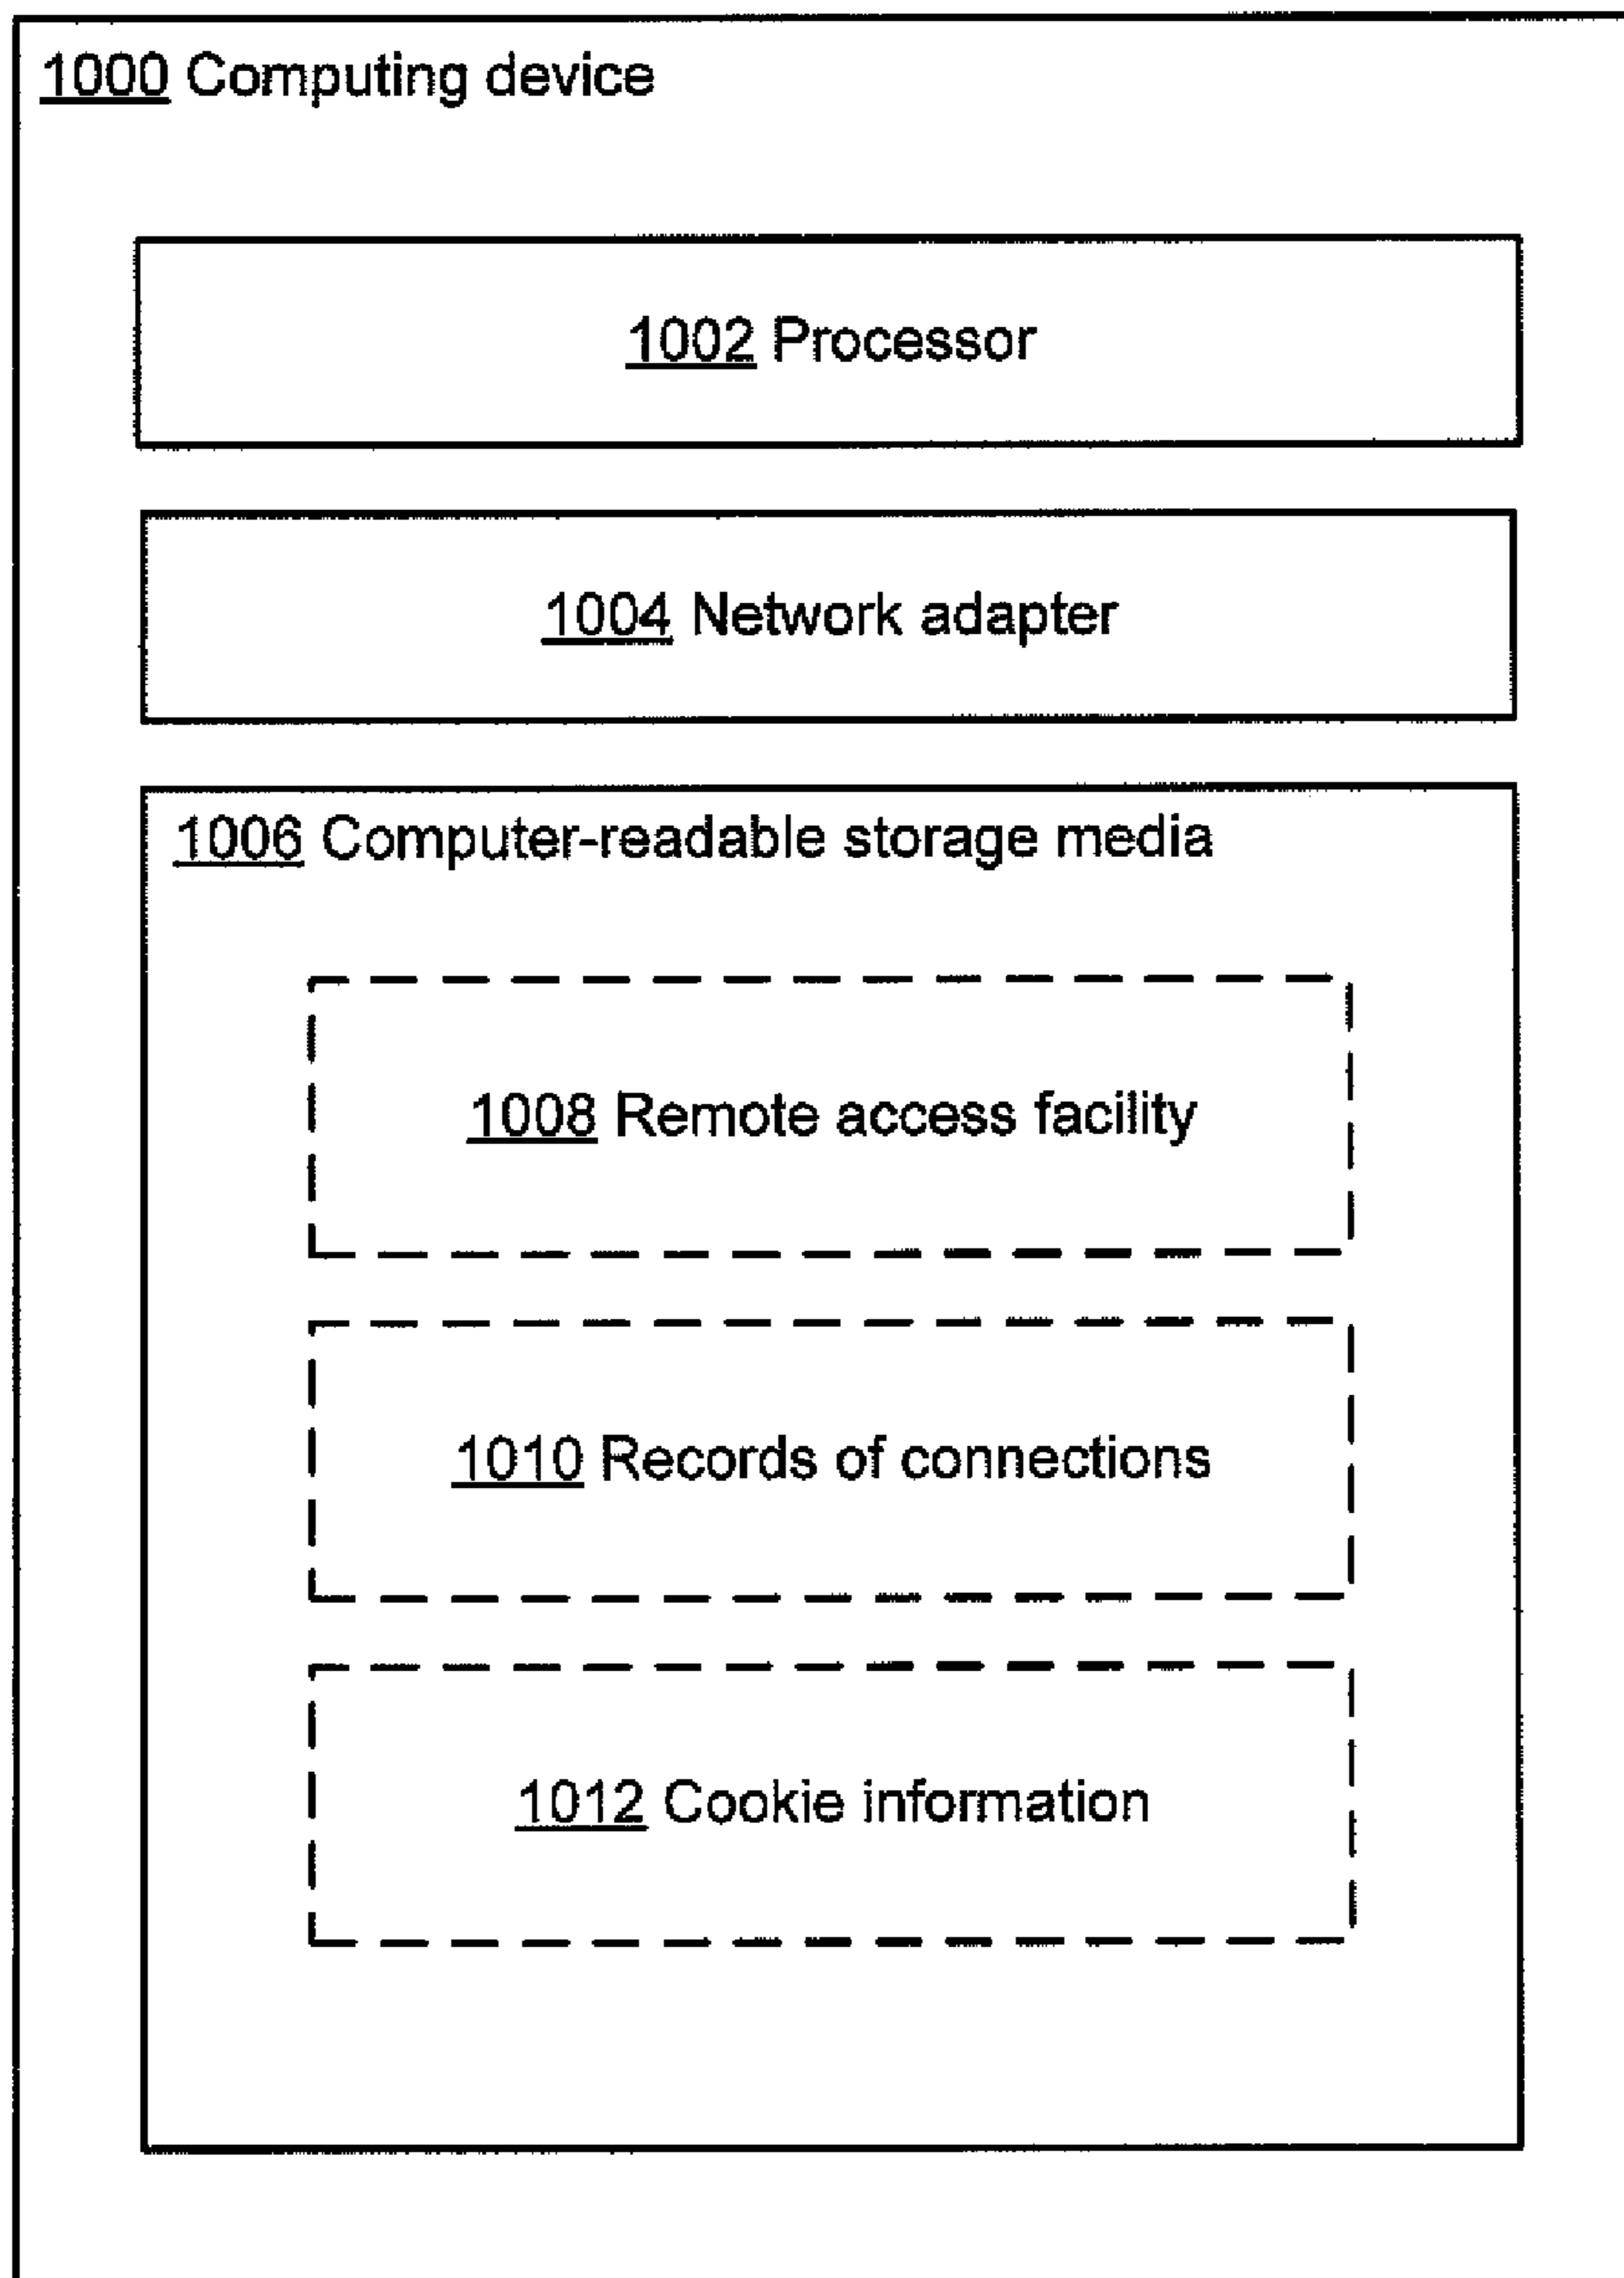 1000 Computing device
1002 Processor
1004 Network adapter
1006 Computer-readable storage media
1008 Remote access facility
1010 Records of connections
1012 Cookie information